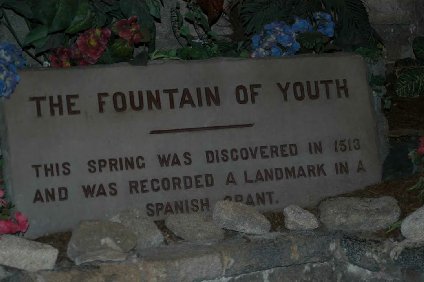 THE FOUNTAIN OF YOUTH
THIS SPRING WAS DISCOVERED IN 1513
AND WAS RECORDED A LANDMARK IN A
SPANISH GRANT.